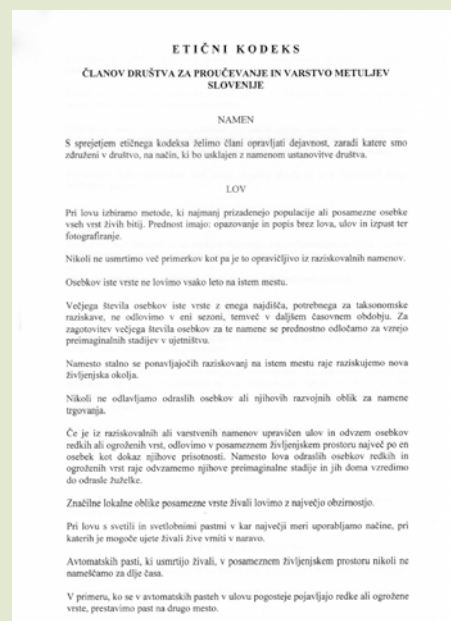 ETIČNI KODEKS
ČLANOV DRUŠTVA ZA PROUČEVANJE IN VARSTVO METULJEV
SLOVENIJE
NAMEN
S sprejetjem etičnega kodeksa želimo člani opravljati dejavnost, zaradi katere smo
združeni v društvo, na način, ki bo usklajen z namenom ustanovitve društva.
LOV
Pri lovu izbiramo metode, ki najmanj prizadenejo populacije ali posamezne osebke
vseh vrst živih bitij. Prednost imajo: opazovanje in popis brez lova, ulov in izpust ter
fotografiranje.
Nikoli ne usmrtimo več primerkov kot pa je to opravičljivo iz raziskovalnih namenov.
Osebkov iste vrste ne lovimo vsako leto na istem mestu.
Večjega števila osebkov iste vrste z enega najdišča, potrebnega za taksonomske
raziskave, ne odlovimo v eni sezoni, temveč v daljšem časovnem obdobju. Za
zagotovitev večjega števila osebkov za te namene se prednostno odločamo za vzrejo
preimaginalnih stadijev v ujetništvu.
Namesto stalno se ponavljajočih raziskovanj na istem mestu raje raziskujemo nova
življenjska okolja.
Nikoli ne odlavljamo odraslih osebkov ali njihovih razvojnih oblik za namene
trgovanja.
Če je iz raziskovalnih ali varstvenih namenov upravičen ulov in odvzem osebkov
redkih ali ogroženih vrst, odlovimo v posameznem življenjskem prostoru največ po en
osebek kot dokaz njihove prisotnosti. Namesto lova odraslih osebkov redkih in
ogroženih vrst raje odvzamemo njihove preimaginalne stadije in jih doma vzredimo
do odrasle žuželke.
Značilne lokalne oblike posamezne vrste živali lovimo z največjo obzirnostjo.
Pri lovu s svetili in svetlobnimi pastmi v kar največji meri uporabljamo načine, pri
katerih je mogoče ujete živali žive vrniti v naravo.
Avtomatskih pasti, ki usmrtijo živali, v posameznem življenjskem prostoru nikoli ne
nameščamo za dlje časa.
V primeru, ko se v avtomatskih pasteh v ulovu pogosteje pojavljajo redke ali ogrožene
vrste, prestavimo past na drugo mesto.